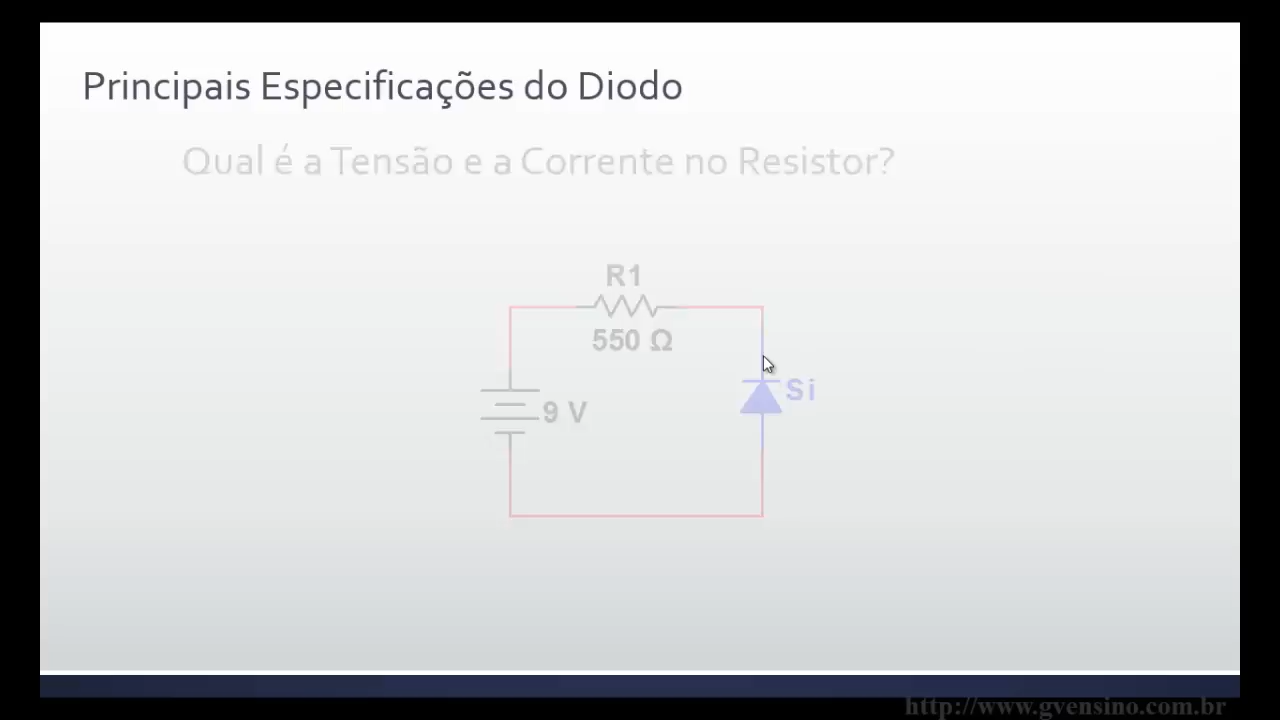 Principais Especificações do Diodo
Qual é a Tensão e a Corrente no Resistor?
R1
550 Ω
9 V
Si
http://www.gvensino.com.br